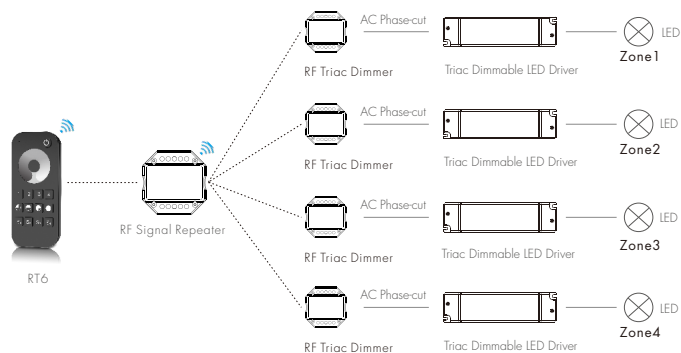 AC Phase-cut
LED
Zone1
RF Triac Dimmer
Triac Dimmable LED Driver
AC Phase-cut
LED
Zone2
RF Triac Dimmer
Triac Dimmable LED Driver
RF Signal Repeater
RT6
AC Phase-cut
LED
Zone3
RF Triac Dimmer
Triac Dimmable LED Driver
AC Phase-cut
LED
Zone4
RF Triac Dimmer
Triac Dimmable LED Driver